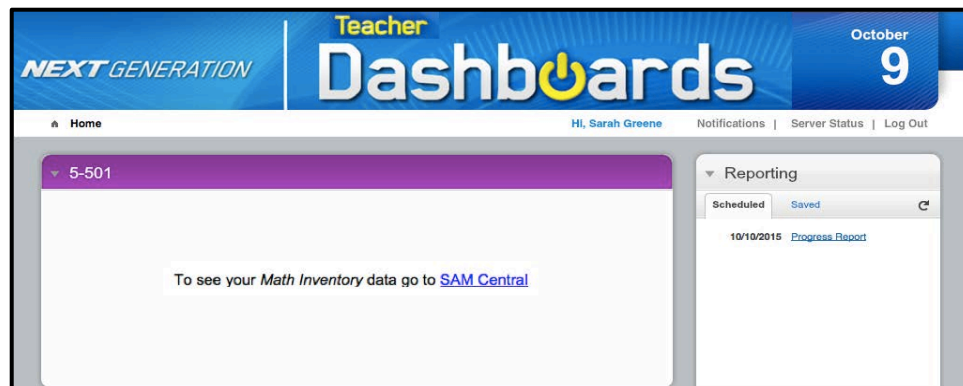 NEXT GENERATION
Teacher
Dashboards
October
9
Home
Hi, Sarah Greene
Notifications | Server Status | Log Out
5-501
To see your Math Inventory data go to SAM Central
Reporting
Scheduled Saved
10/10/2015 Progress Report